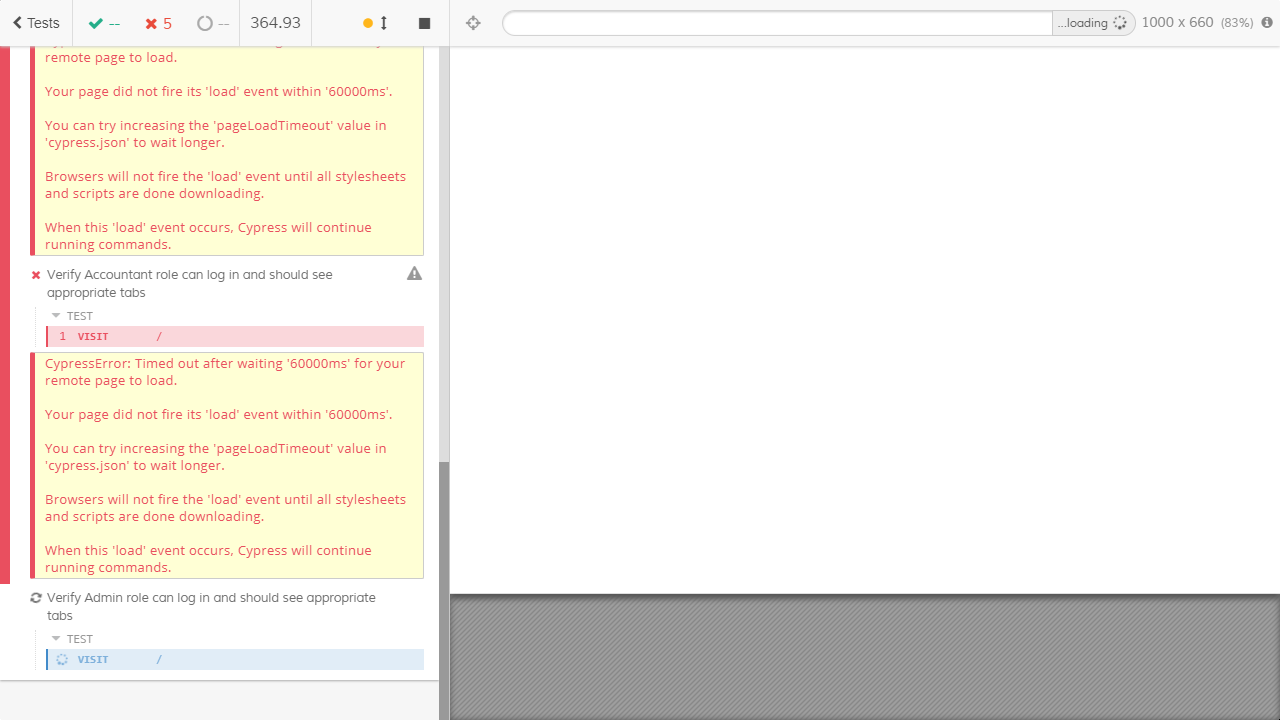 Tests
--
5
--
364.93
...loading
1000 x 660 (83%)
remote page to load.
Your page did not fire its 'load' event within '60000ms'.
You can try increasing the 'pageLoadTimeout' value in
'cypress.json' to wait longer.
Browsers will not fire the 'load' event until all stylesheets
and scripts are done downloading.
When this 'load' event occurs, Cypress will continue
running commands.
Verify Accountant role can log in and should see
appropriate tabs
TEST
1 VISIT /
CypressError: Timed out after waiting '60000ms' for your
remote page to load.
Your page did not fire its 'load' event within '60000ms'.
You can try increasing the 'pageLoadTimeout' value in
'cypress.json' to wait longer.
Browsers will not fire the 'load' event until all stylesheets
and scripts are done downloading.
When this 'load' event occurs, Cypress will continue
running commands.
Verify Admin role can log in and should see appropriate
tabs
TEST
VISIT /